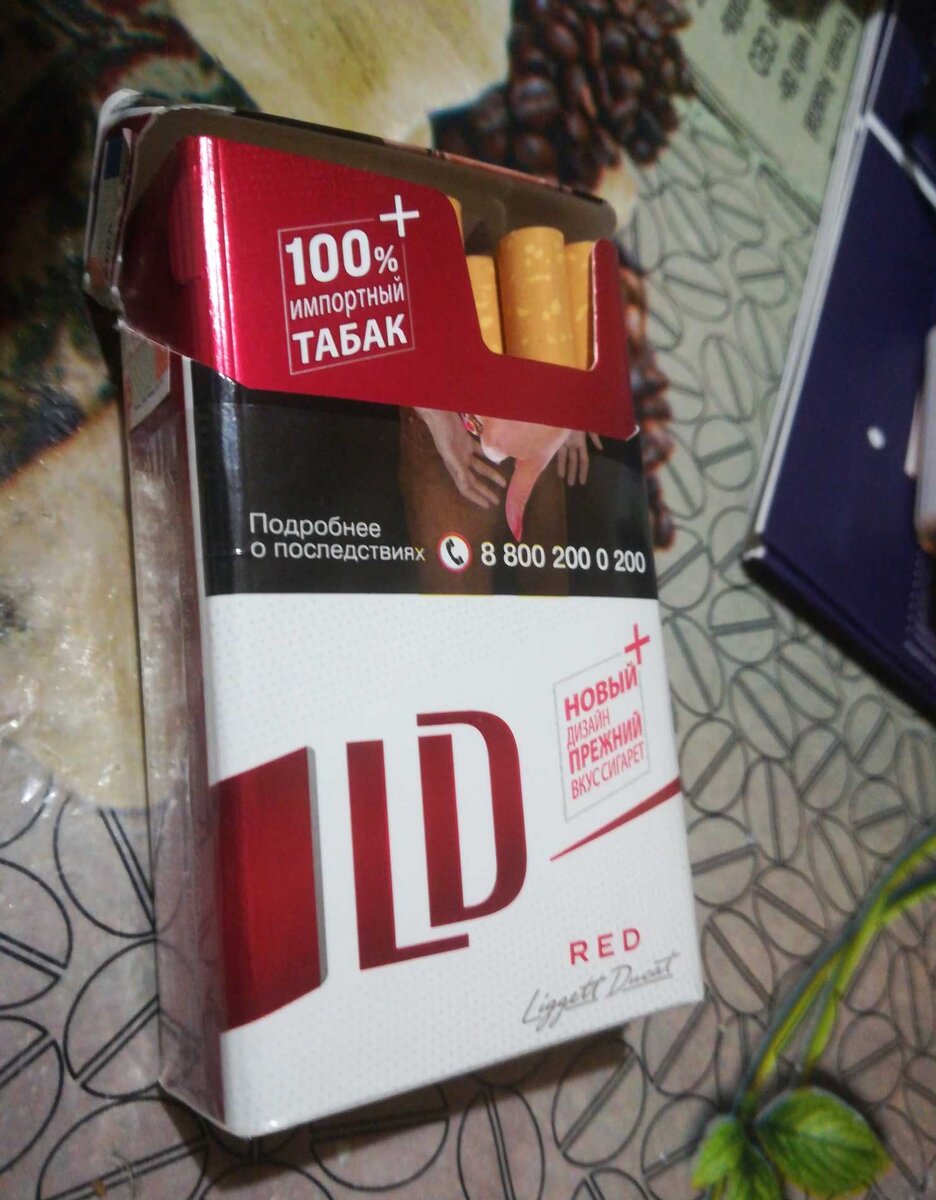 100%+
ИМПОРТНЫЙ
ТАБАК
Подробнее
о последствиях
8 800 200 0 200
НОВЫЙ+
ДИЗАЙН
ПРЕЖНИЙ
ВКУС СИГАРЕТ
LD
RED
Liggett Ducat